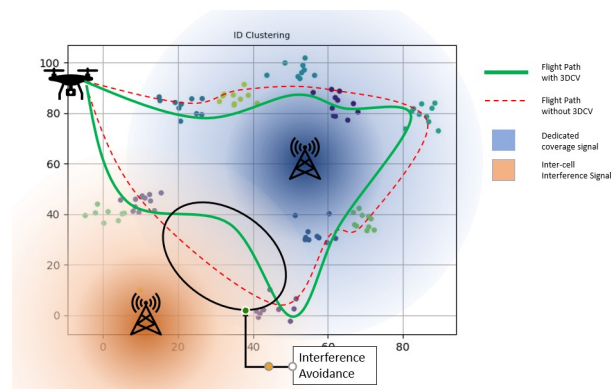 ID Clustering
100
80
60
40
20
0
0
20
40
60
80
Flight Path
with 3DCV
Flight Path
without 3DCV
Dedicated
coverage signal
Inter-cell
Interference Signal
Interference
Avoidance